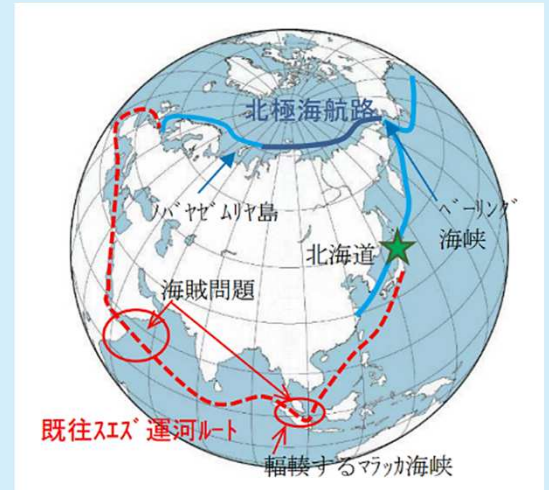 北極海航路
ﾉﾊﾞﾔｾﾞﾑﾘﾔ島
ﾍﾞｰﾘﾝｸﾞ
海峡
北海道
海賊問題
既往ｽｴｽﾞ運河ルート
輻輳するﾏﾗｯｶ海峡